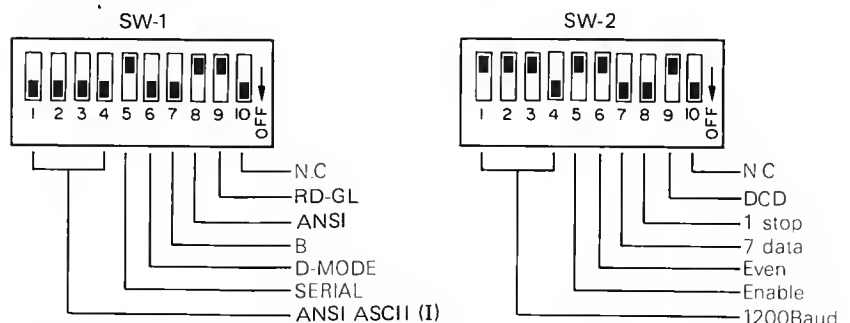 SW-1
1 2 3 4 5 6 7 8 9 10 OFF
N.C
RD-GL
ANSI
B
D-MODE
SERIAL
ANSI ASCII (I)
SW-2
1 2 3 4 5 6 7 8 9 10 OFF
N C
DCD
1 stop
7 data
Even
Enable
1200Baud